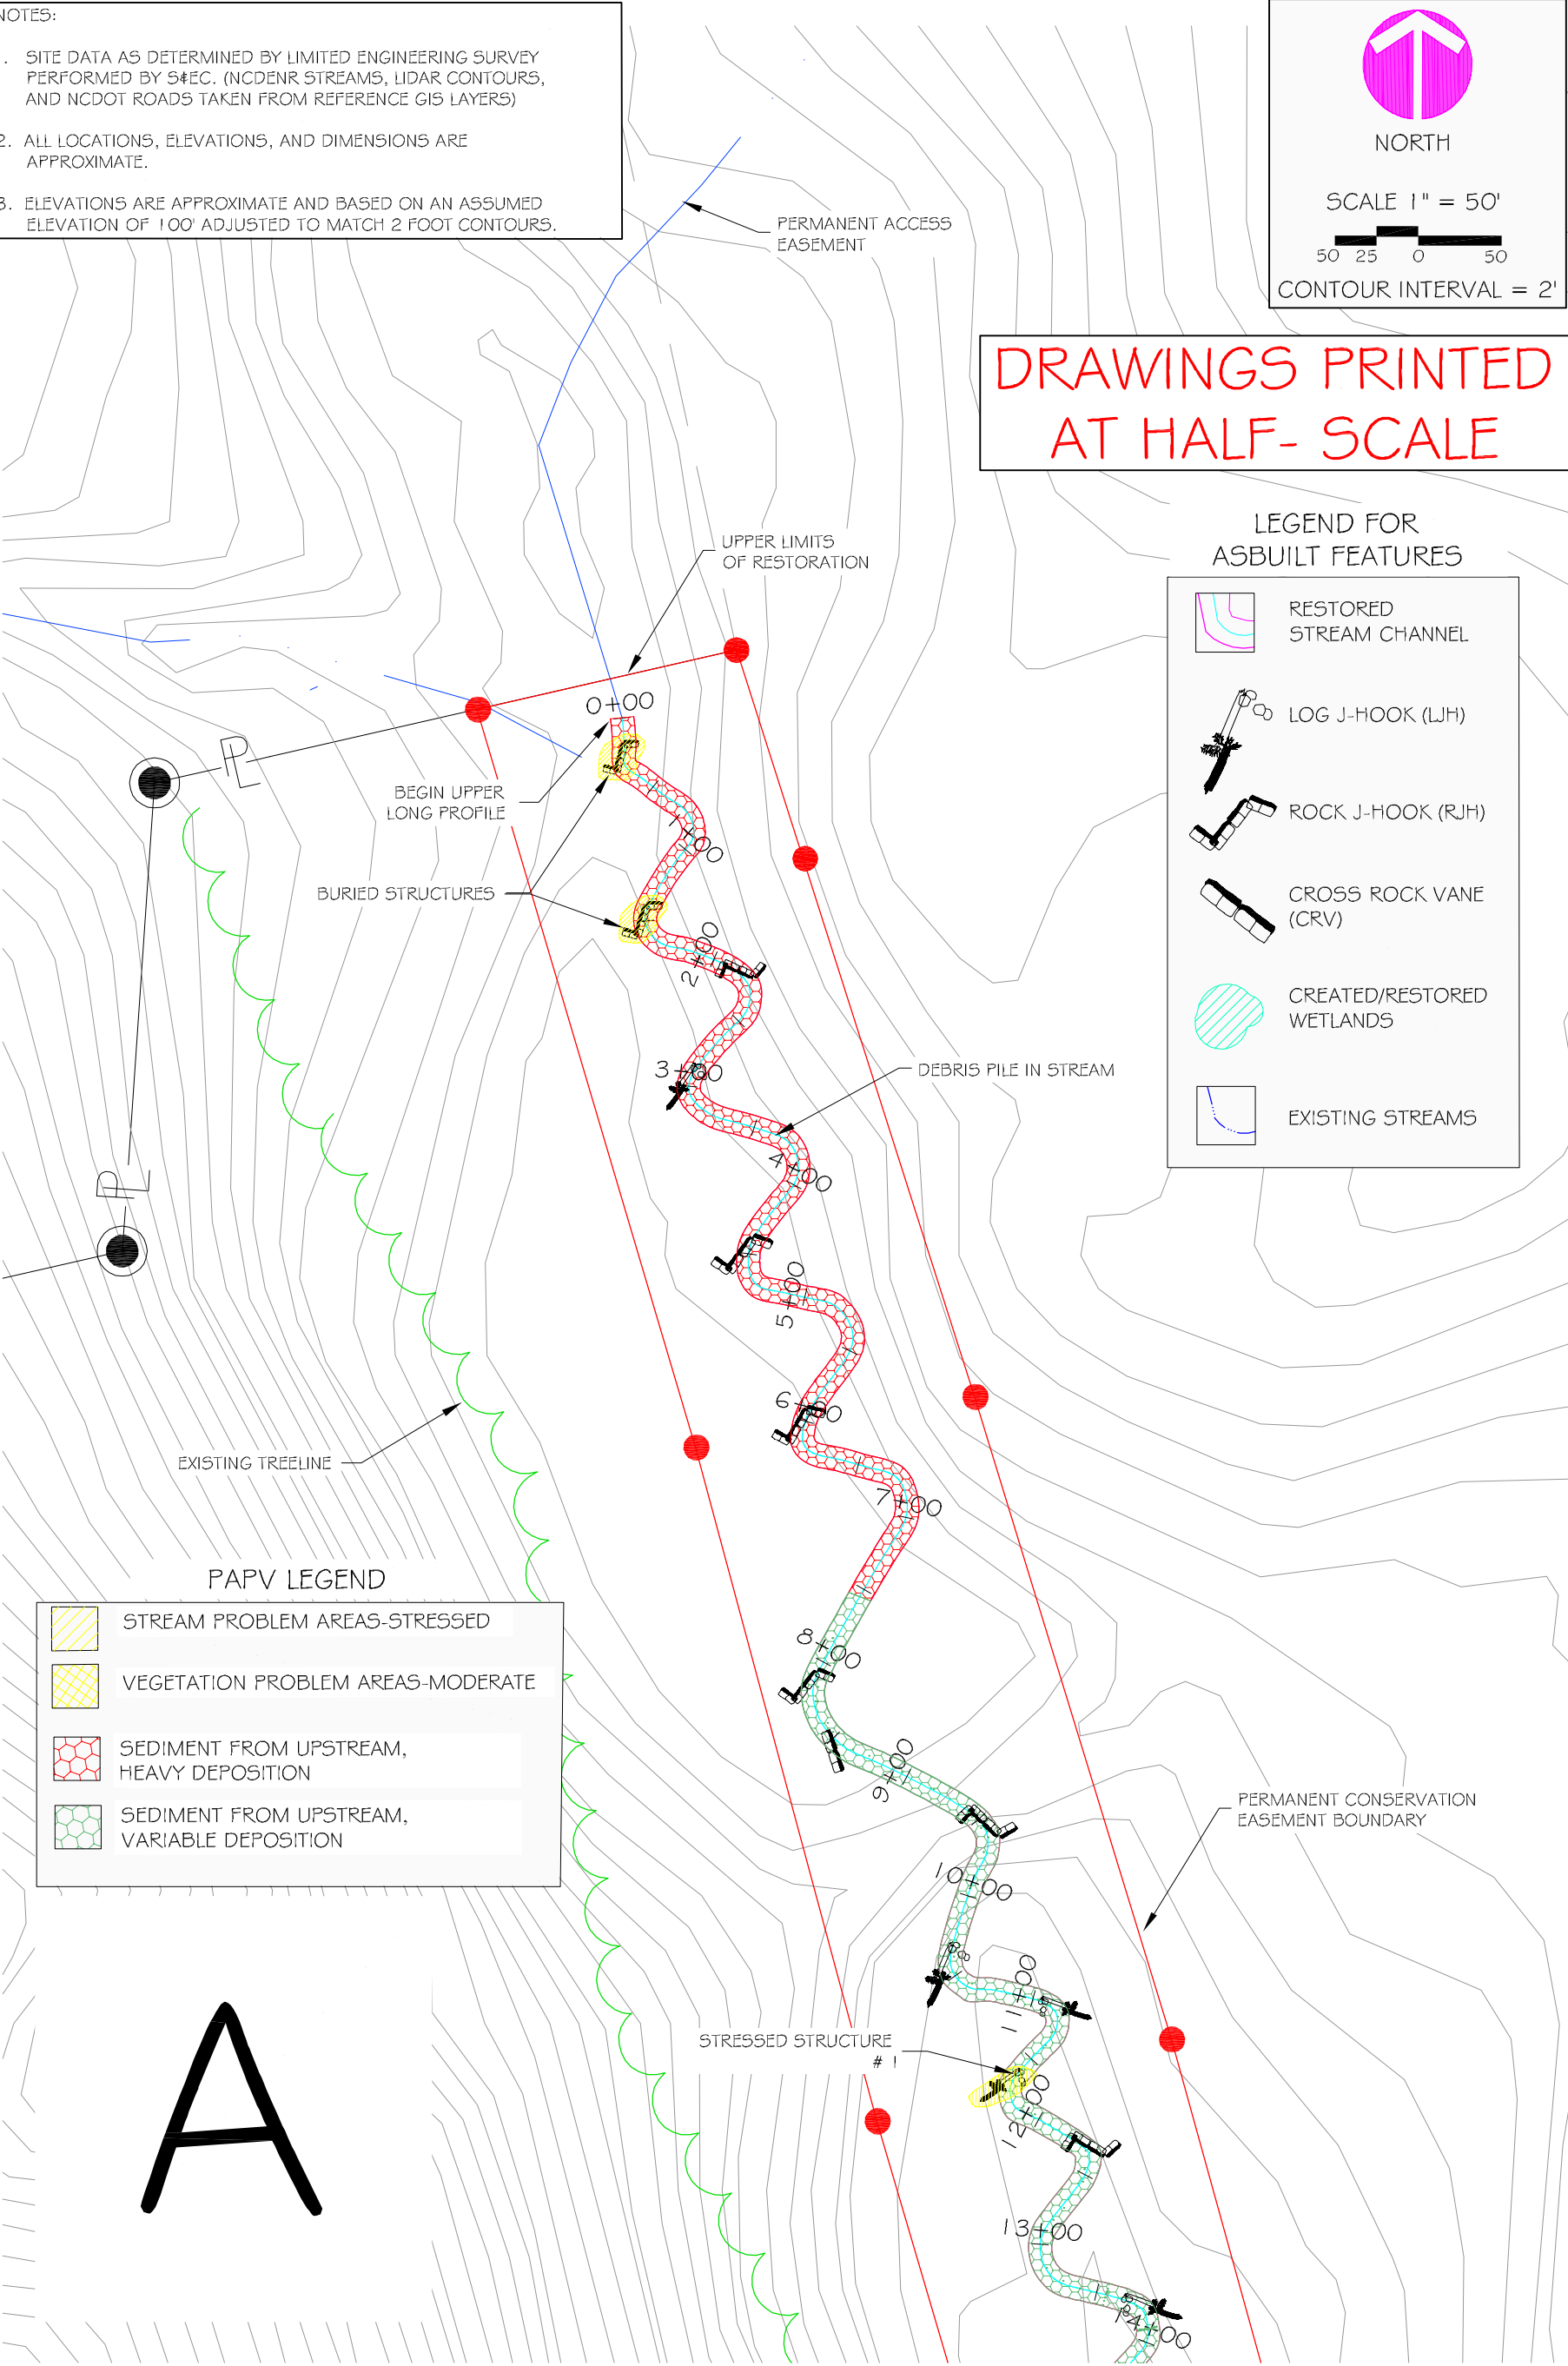 NOTES:
. SITE DATA AS DETERMINED BY LIMITED ENGINEERING SURVEY
PERFORMED BY S&EC. (NCDENR STREAMS, LIDAR CONTOURS,
AND NCDOT ROADS TAKEN FROM REFERENCE GIS LAYERS)
2. ALL LOCATIONS, ELEVATIONS, AND DIMENSIONS ARE
APPROXIMATE.
3. ELEVATIONS ARE APPROXIMATE AND BASED ON AN ASSUMED
ELEVATION OF 100' ADJUSTED TO MATCH 2 FOOT CONTOURS.
NORTH
SCALE 1" = 50'
50 25 0 50
CONTOUR INTERVAL = 2'
PERMANENT ACCESS
EASEMENT
DRAWINGS PRINTED
AT HALF- SCALE
UPPER LIMITS
OF RESTORATION
LEGEND FOR
ASBUILT FEATURES
RESTORED
STREAM CHANNEL
LOG J-HOOK (LJH)
ROCK J-HOOK (RJH)
CROSS ROCK VANE
(CRV)
CREATED/RESTORED
WETLANDS
EXISTING STREAMS
0+00
PL
BEGIN UPPER
LONG PROFILE
1+00
BURIED STRUCTURES
2+00
3+00
DEBRIS PILE IN STREAM
4+00
PL
5+00
6+00
EXISTING TREELINE
7+00
PAPV LEGEND
STREAM PROBLEM AREAS-STRESSED
VEGETATION PROBLEM AREAS-MODERATE
SEDIMENT FROM UPSTREAM,
HEAVY DEPOSITION
SEDIMENT FROM UPSTREAM,
VARIABLE DEPOSITION
8+00
9+00
PERMANENT CONSERVATION
EASEMENT BOUNDARY
10+00
11+00
STRESSED STRUCTURE
# 1
12+00
A
13+00
14+00